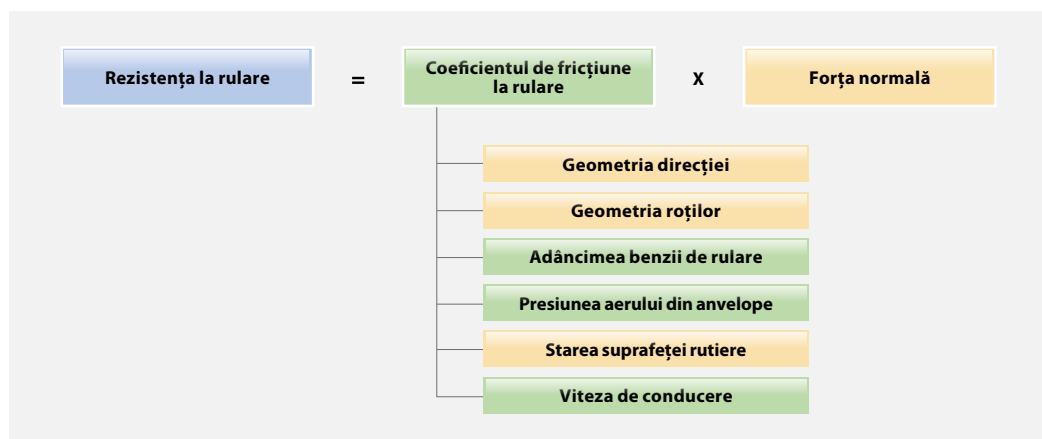 Rezistența la rulare
=
Coeficientul de fricțiune
la rulare
X
Forța normală
Geometria direcției
Geometria roților
Adâncimea benzii de rulare
Presiunea aerului din anvelope
Starea suprafeței rutiere
Viteza de conducere